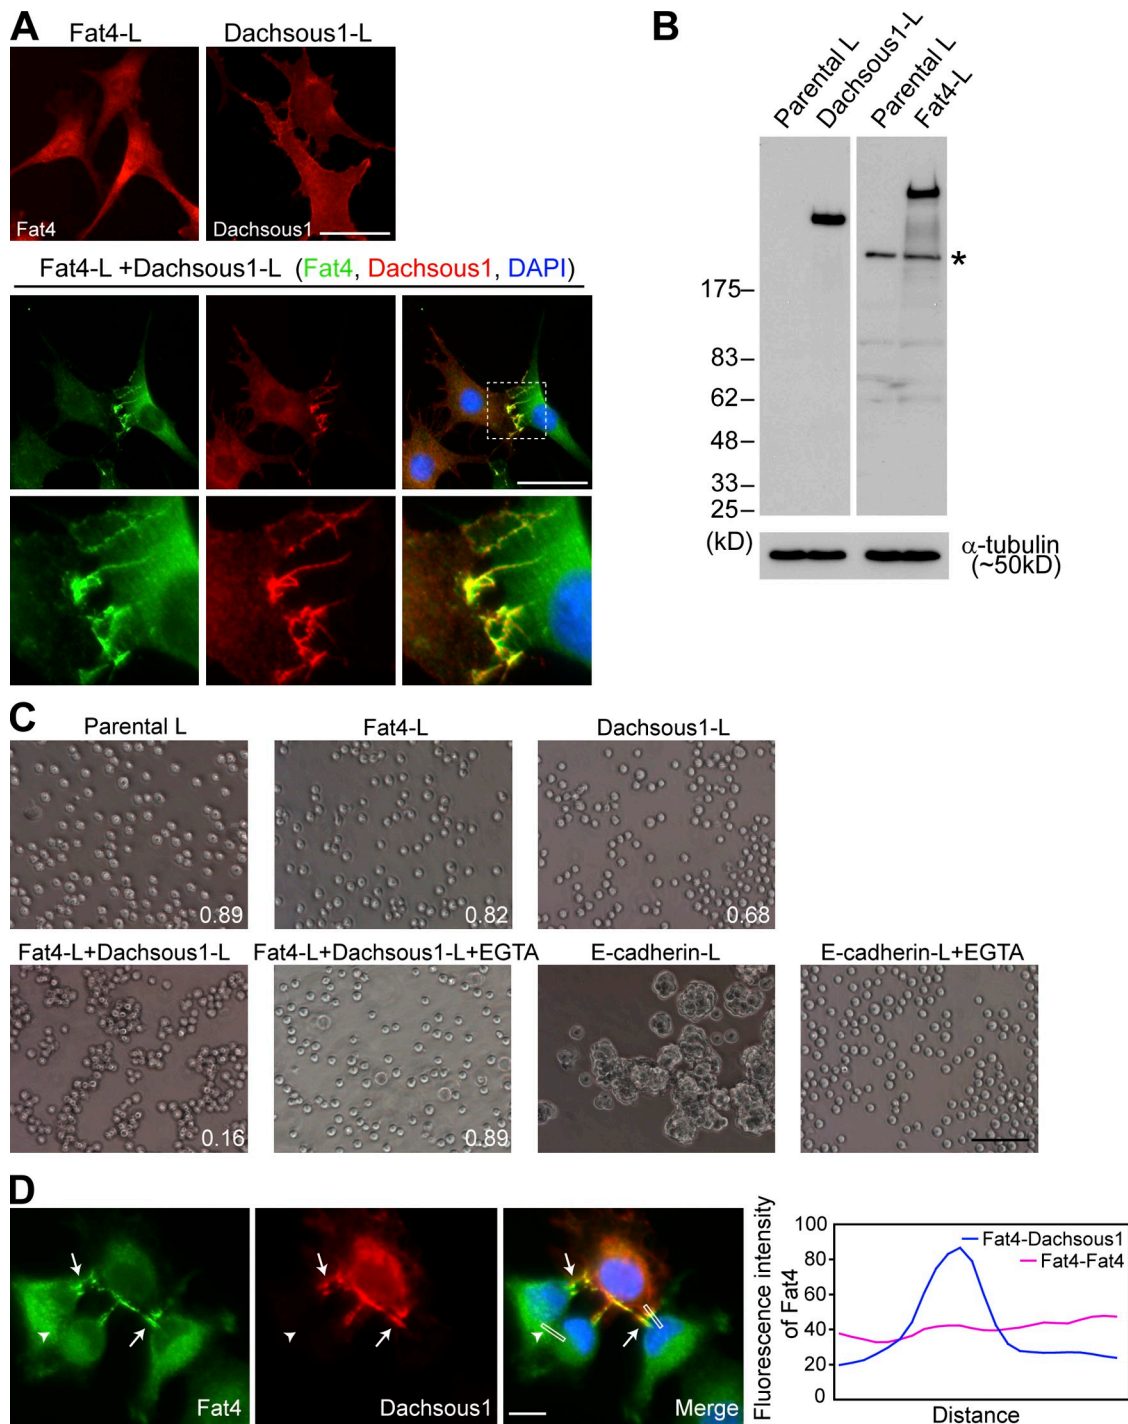 A
Fat4-L
Dachsous1-L
Fat4
Dachsous1
Fat4-L +Dachsous1-L (Fat4, Dachsous1, DAPI)
B
Parental L
Dachsous1-L
Parental L
Fat4-L
*
175
83
62
48
33
25
(kD)
α-tubulin
(~50kD)
C
Parental L
Fat4-L
Dachsous1-L
0.89
0.82
0.68
Fat4-L+Dachsous1-L
Fat4-L+Dachsous1-L+EGTA
E-cadherin-L
E-cadherin-L+EGTA
0.16
0.89
D
Fat4
Dachsous1
Merge
Fluorescence intensity
of Fat4
100
80
60
40
20
0
Fat4-Dachsous1
Fat4-Fat4
Distance